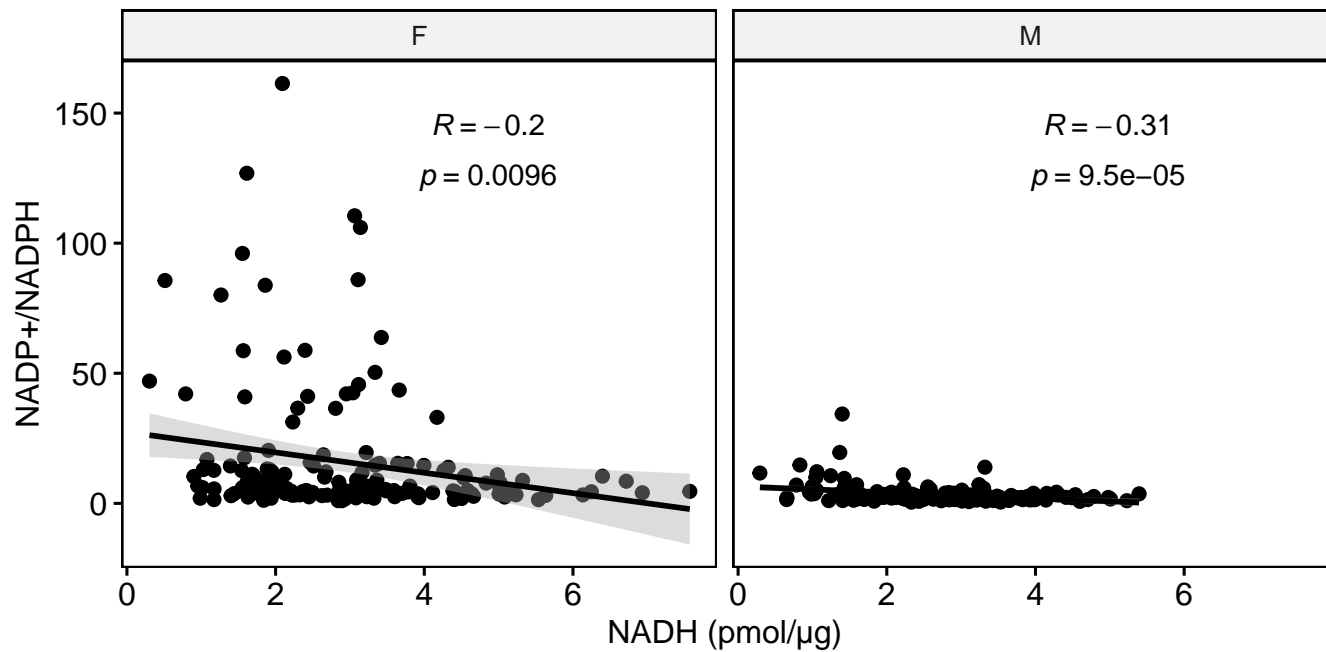 F
M
150
100
50
0
NADP+/NADPH
R = −0.2
p = 0.0096
R = −0.31
p = 9.5e−05
0 2 4 6
0 2 4 6
NADH (pmol/µg)